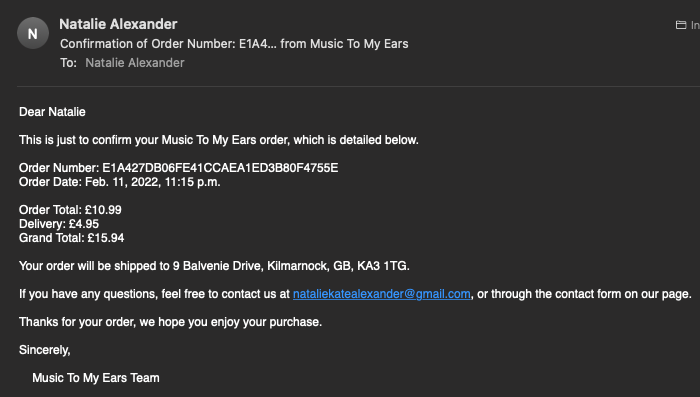 Natalie Alexander
N
Confirmation of Order Number: E1A4... from Music To My Ears
In
To: Natalie Alexander
Dear Natalie
This is just to confirm your Music To My Ears order, which is detailed below.
Order Number: E1A427DB06FE41CCAEA1ED3B80F4755E
Order Date: Feb. 11, 2022, 11:15 p.m.
Order Total: £10.99
Delivery: £4.95
Grand Total: £15.94
Your order will be shipped to 9 Balvenie Drive, Kilmarnock, GB, KA3 1TG.
If you have any questions, feel free to contact us at nataliekatealexander@gmail.com, or through the contact form on our page.
Thanks for your order, we hope you enjoy your purchase.
Sincerely,
Music To My Ears Team